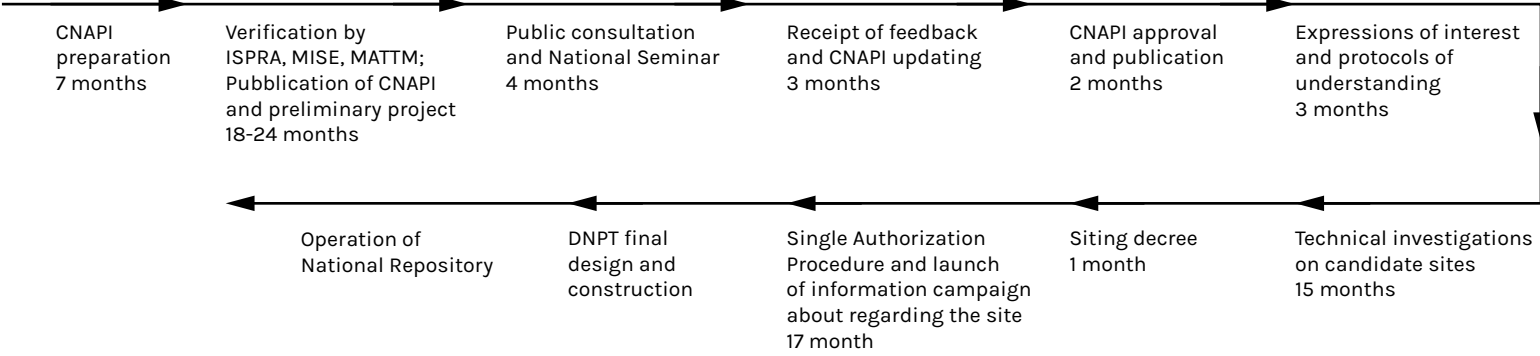 CNAPI
preparation
7 months
Verification by
ISPRA, MISE, MATTM;
Pubblication of CNAPI
and preliminary project
18-24 months
Public consultation
and National Seminar
4 months
Receipt of feedback
and CNAPI updating
3 months
CNAPI approval
and publication
2 months
Expressions of interest
and protocols of
understanding
3 months
Technical investigations
on candidate sites
15 months
Siting decree
1 month
Single Authorization
Procedure and launch
of information campaign
about regarding the site
17 month
DNPT final
design and
construction
Operation of
National Repository